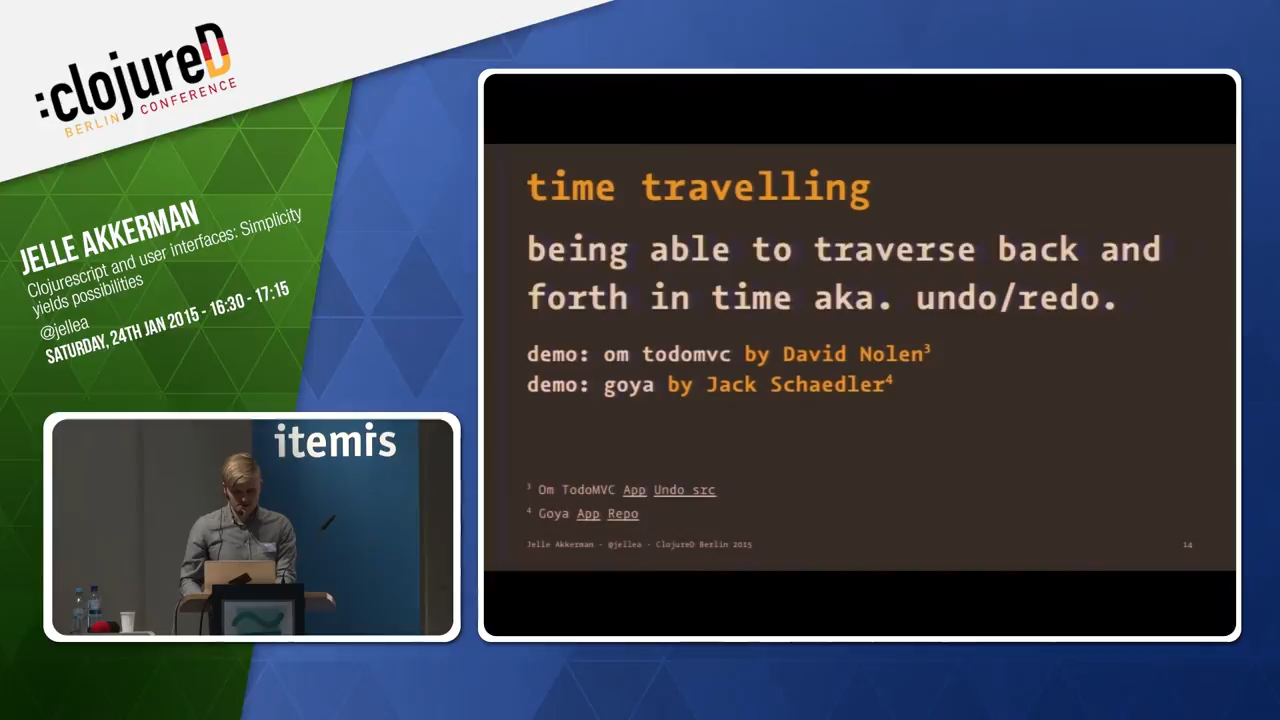 :clojureD
BERLIN CONFERENCE
JELLE AKKERMAN
Clojurescript and user interfaces: Simplicity
yields possibilities
@jellea
SATURDAY, 24TH JAN 2015 - 16:30 - 17:15
itemis
time travelling
being able to traverse back and
forth in time aka. undo/redo.
demo: om todomvc by David Nolen³
demo: goya by Jack Schaedler⁴
³ Om TodoMVC App Undo src
⁴ Goya App Repo
Jelle Akkerman - @jellea · ClojureD Berlin 2015
14